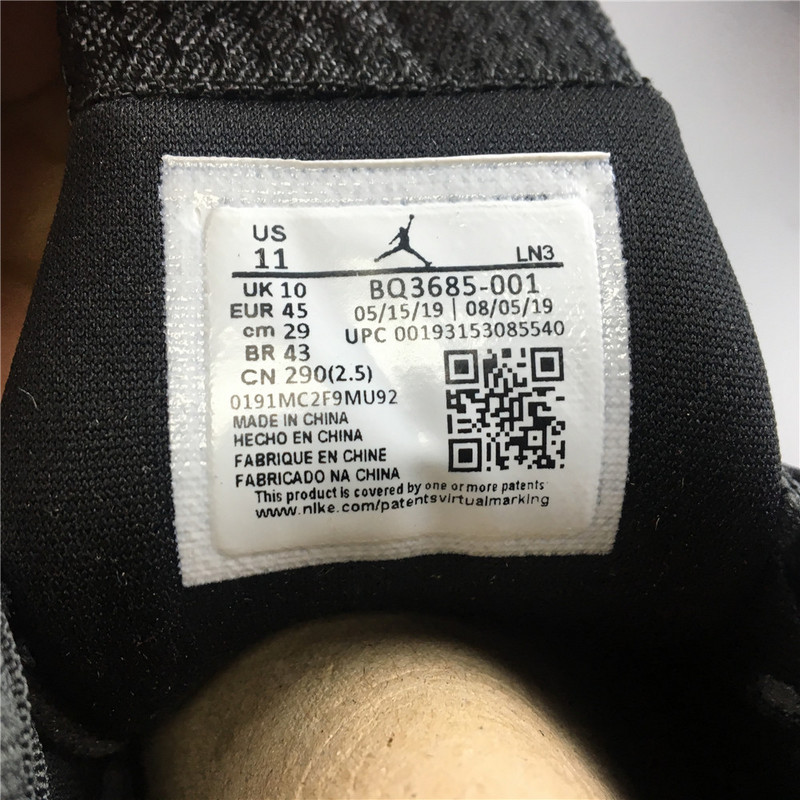 US
11
LN3
UK 10
BQ3685-001
EUR 45
05/15/19 | 08/05/19
cm 29
UPC 00193153085540
BR 43
CN 290(2.5)
0191MC2F9MU92
MADE IN CHINA
HECHO EN CHINA
FABRIQUE EN CHINE
FABRICADO NA CHINA
This product is covered by one or more patents
www.nike.com/patentsvirtualmarking